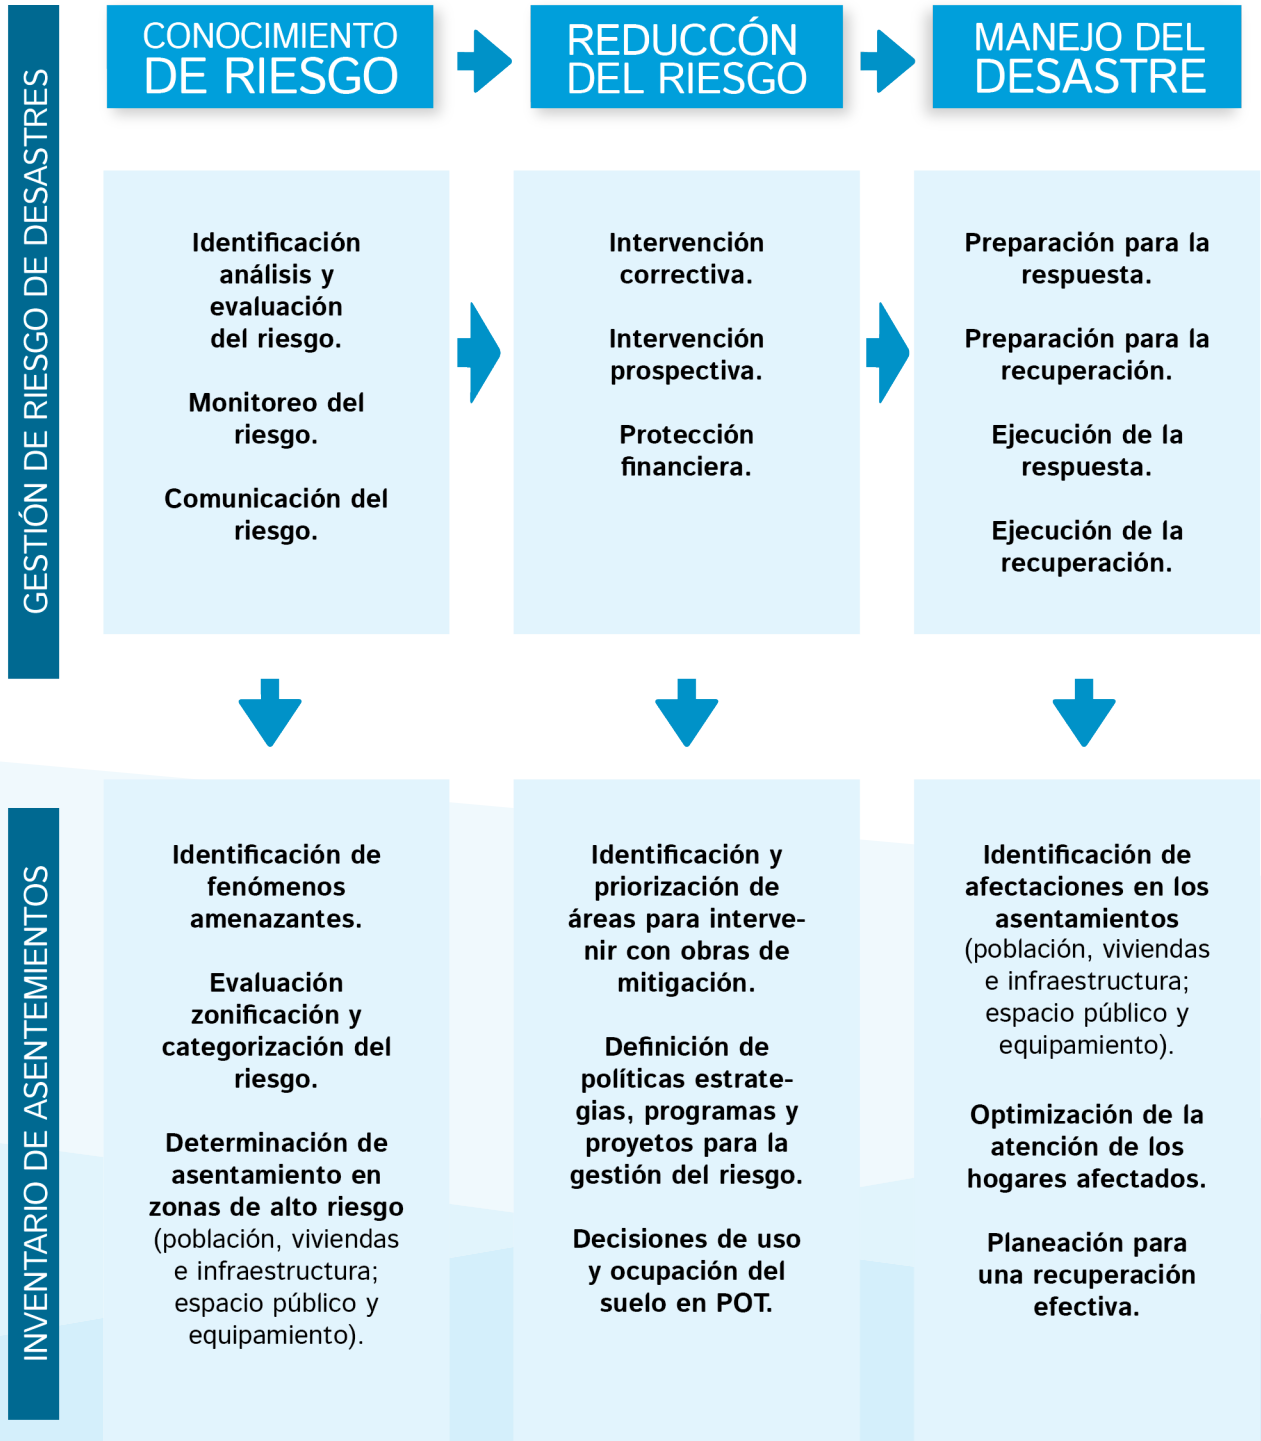 CONOCIMIENTO
DE RIESGO
REDUCCÓN
DEL RIESGO
MANEJO DEL
DESASTRE
GESTIÓN DE RIESGO DE DESASTRES
Identificación
análisis y
evaluación
del riesgo.
Monitoreo del
riesgo.
Comunicación del
riesgo.
Intervención
correctiva.
Intervención
prospectiva.
Protección
financiera.
Preparación para la
respuesta.
Preparación para la
recuperación.
Ejecución de la
respuesta.
Ejecución de la
recuperación.
INVENTARIO DE ASENTEMIENTOS
Identificación de
fenómenos
amenazantes.
Evaluación
zonificación y
categorización del
riesgo.
Determinación de
asentamiento en
zonas de alto riesgo
(población, viviendas
e infraestructura;
espacio público y
equipamiento).
Identificación y
priorización de
áreas para interve-
nir con obras de
mitigación.
Definición de
políticas estrate-
gias, programas y
proyetos para la
gestión del riesgo.
Decisiones de uso
y ocupación del
suelo en POT.
Identificación de
afectaciones en los
asentamientos
(población, viviendas
e infraestructura;
espacio público y
equipamiento).
Optimización de la
atención de los
hogares afectados.
Planeación para
una recuperación
efectiva.